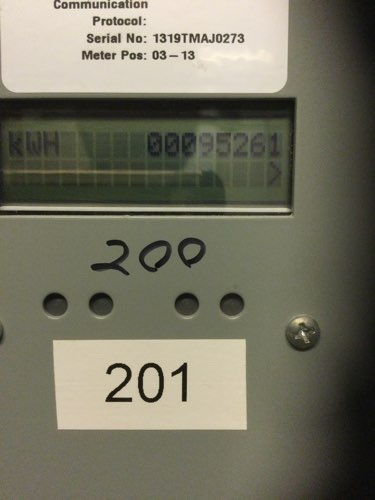 Communication
Protocol:
Serial No: 1319TMAJ0273
Meter Pos: 03-13
kWH 00095261
>
200
201